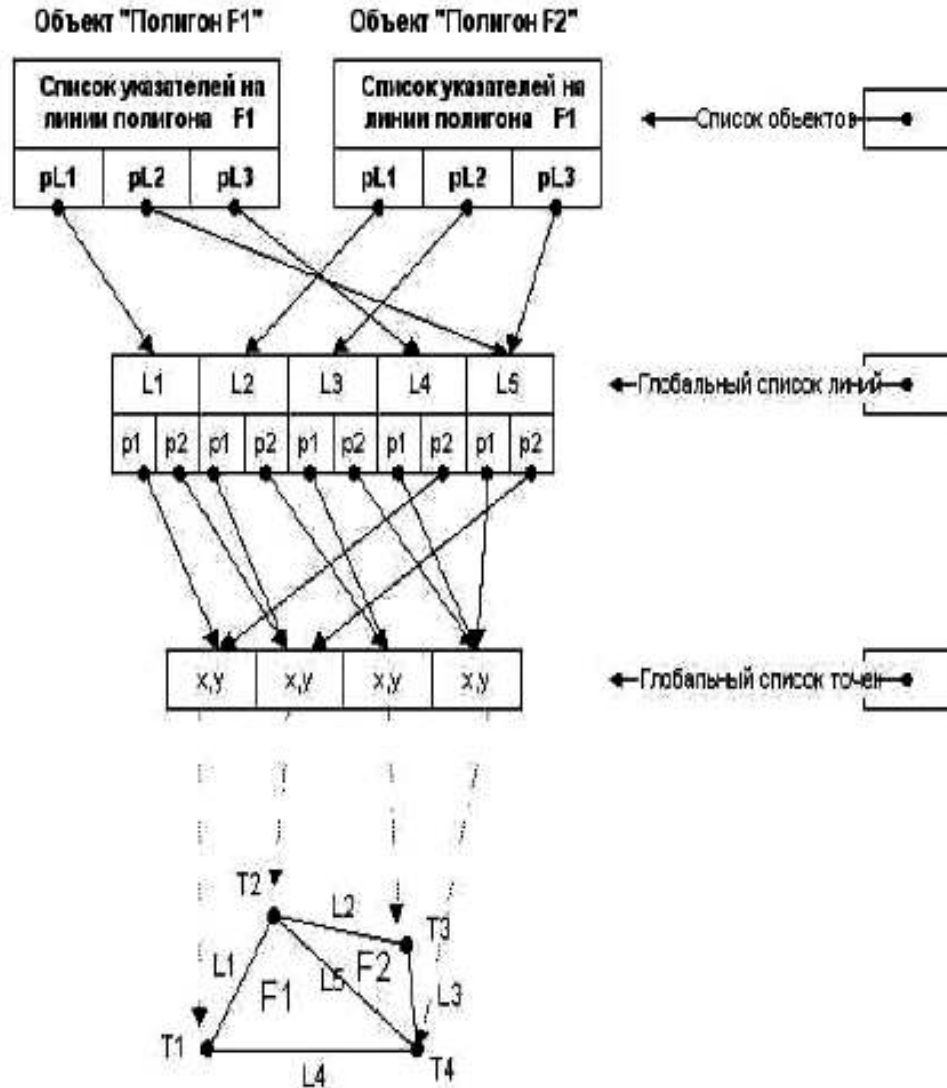 Объект "Полигон F1"
Объект "Полигон F2"
Список указателей на
линии полигона F1
Список указателей на
линии полигона F1
Список объектов
pL1 pL2 pL3
pL1 pL2 pL3
L1 L2 L3 L4 L5
Глобальный список линий
p1 p2 p1 p2 p1 p2 p1 p2 p1 p2
x,y x,y x,y x,y
Глобальный список точек
T2
L2
T3
L1
F1
L5
F2
L3
T1
L4
T4